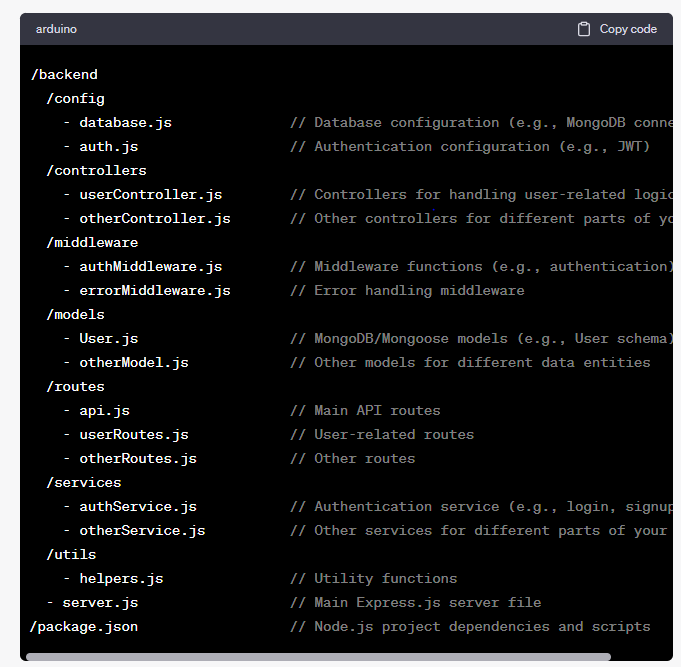 arduino
Copy code
/backend
/config
- database.js // Database configuration (e.g., MongoDB
- auth.js // Authentication configuration (e.g., JWT)
/controllers
- userController.js // Controllers for handling user-related
- otherController.js // Other controllers for different parts of
/middleware
- authMiddleware.js // Middleware functions (e.g., authentication)
- errorMiddleware.js // Error handling middleware
/models
- User.js // MongoDB/Mongoose models (e.g., User schema)
- otherModel.js // Other models for different data entities
/routes
- api.js // Main API routes
- userRoutes.js // User-related routes
- otherRoutes.js // Other routes
/services
- authService.js // Authentication service (e.g., login,
- otherService.js // Other services for different parts of your
/utils
- helpers.js // Utility functions
- server.js // Main Express.js server file
/package.json // Node.js project dependencies and scripts